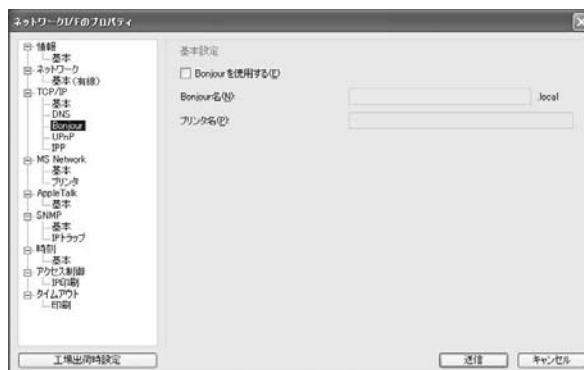 ネットワークI/Fのプロパティ
情報
基本
ネットワーク
基本(有線)
TCP/IP
基本
DNS
Bonjour
UPnP
IPP
MS Network
基本
プリンタ
AppleTalk
基本
SNMP
基本
IPトラップ
時刻
基本
アクセス制御
IP印刷
タイムアウト
印刷
基本設定
Bonjourを使用する(E)
Bonjour名(N):
.local
プリンタ名(P):
工場出荷時設定
送信
キャンセル